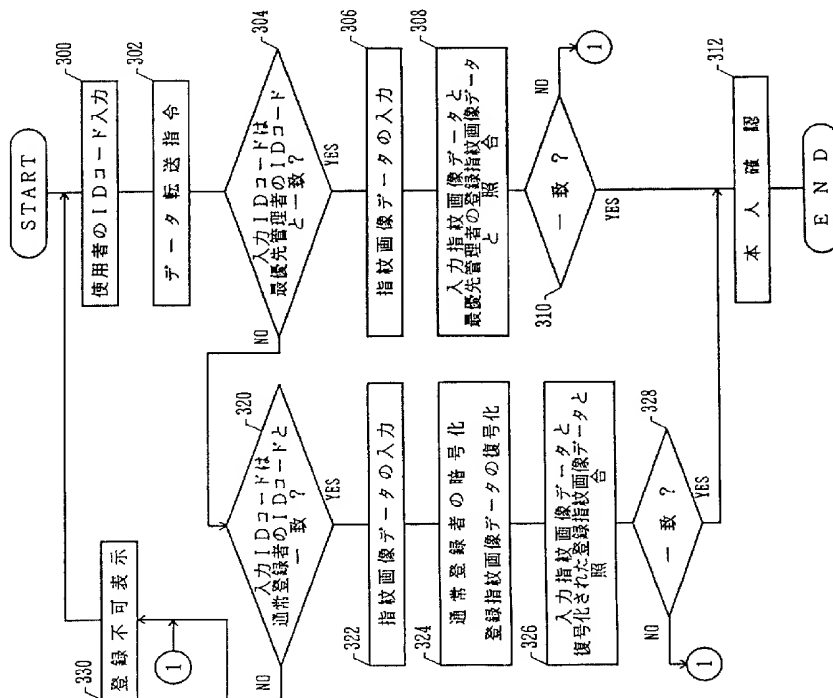 START
300
使用者のIDコード入力
302
データ転送指令
304
入力IDコードは
最優先管理者のIDコード
と一致？
NO
YES
306
指紋画像データの入力
308
入力指紋画像データと
最優先管理者の登録指紋画像データ
と照合
310
一致？
NO
1
YES
312
本人確認
END
320
入力IDコードは
通常登録者のIDコードと
一致？
NO
YES
322
指紋画像データの入力
324
通常登録者の暗号化
登録指紋画像データの復号化
326
入力指紋画像データと
復号化された登録指紋画像データと
照合
328
一致？
NO
1
YES
330
登録不可表示
1